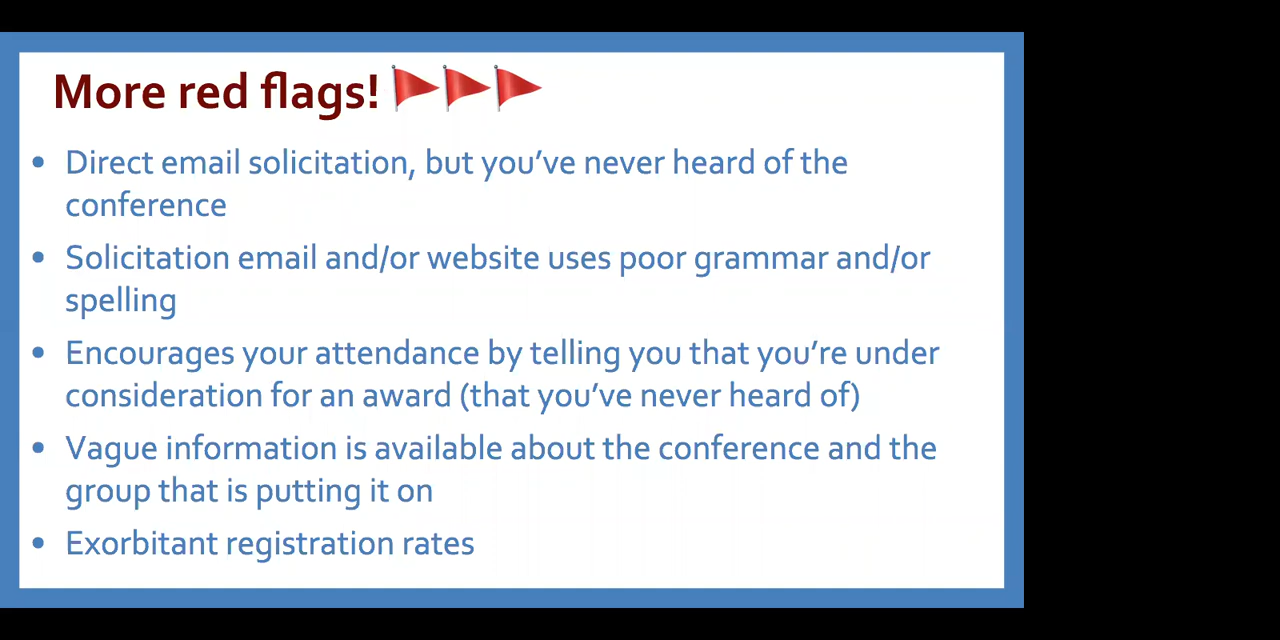 More red flags!
• Direct email solicitation, but you’ve never heard of the
conference
• Solicitation email and/or website uses poor grammar and/or
spelling
• Encourages your attendance by telling you that you’re under
consideration for an award (that you’ve never heard of)
• Vague information is available about the conference and the
group that is putting it on
• Exorbitant registration rates